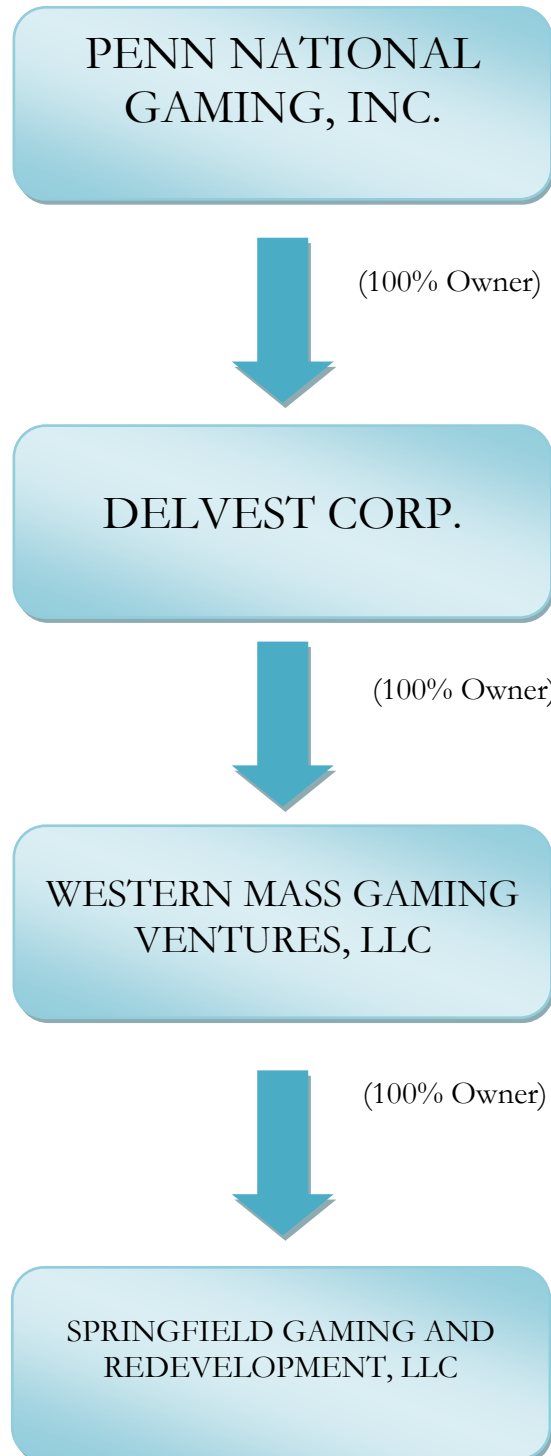 PENN NATIONAL
GAMING, INC.
(100% Owner)
DELVEST CORP.
(100% Owner)
WESTERN MASS GAMING
VENTURES, LLC
(100% Owner)
SPRINGFIELD GAMING AND
REDEVELOPMENT, LLC